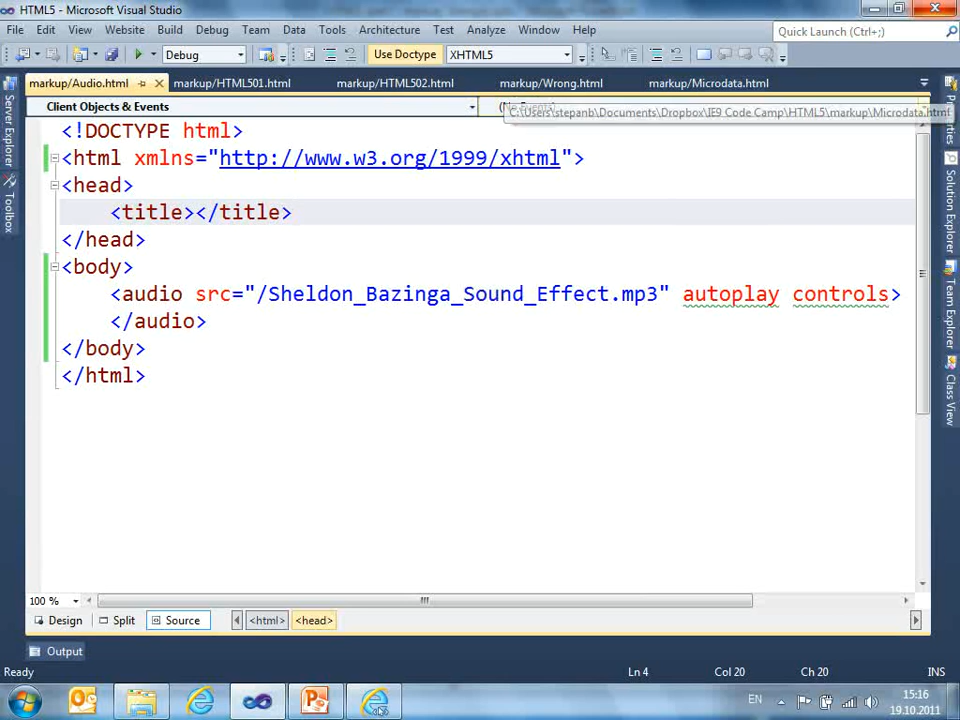 HTML5 - Microsoft Visual Studio
File Edit View Website Build Debug Team Data Tools Architecture Test Analyze Window Help
Quick Launch (Ctrl+;)
Debug Use Doctype XHTML5
markup/Audio.html markup/HTML501.html markup/HTML502.html markup/Wrong.html markup/Microdata.html
Client Objects & Events (No Events)
C:\Users\stepanb\Documents\Dropbox\IE9 Code Camp\HTML5\markup\Microdata.html
<!DOCTYPE html>
<html xmlns="http://www.w3.org/1999/xhtml">
<head>
<title></title>
</head>
<body>
<audio src="/Sheldon_Bazinga_Sound_Effect.mp3" autoplay controls>
</audio>
</body>
</html>
Server Explorer
Toolbox
Properties
Solution Explorer
Team Explorer
Class View
100 %
Design Split Source <html> <head>
Output
Ready Ln 4 Col 20 Ch 20 INS
EN 15:16
19.10.2011